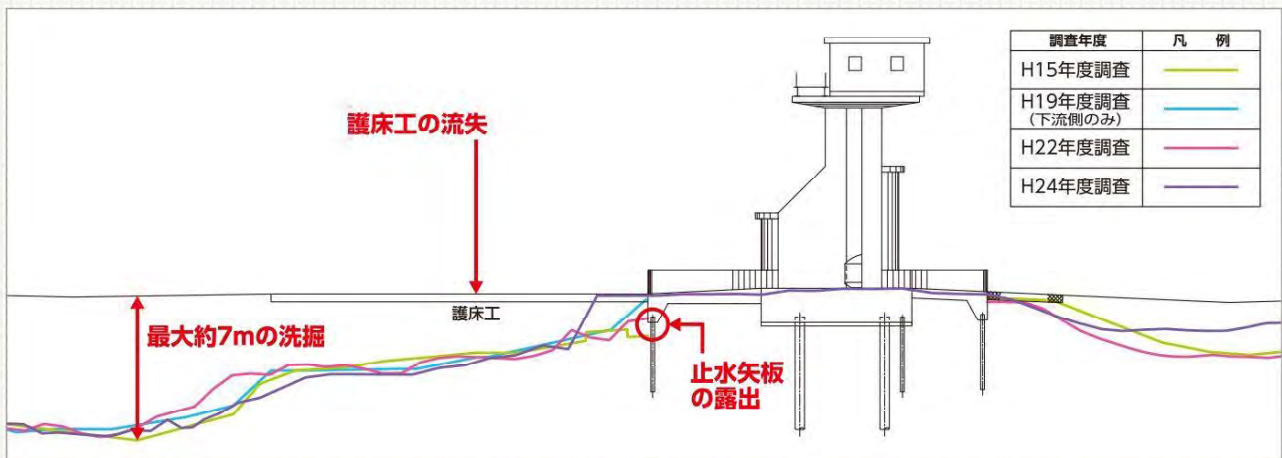 調査年度 凡　例
H15年度調査
H19年度調査
(下流側のみ)
H22年度調査
H24年度調査
護床工の流失
護床工
最大約7mの洗掘
止水矢板
の露出